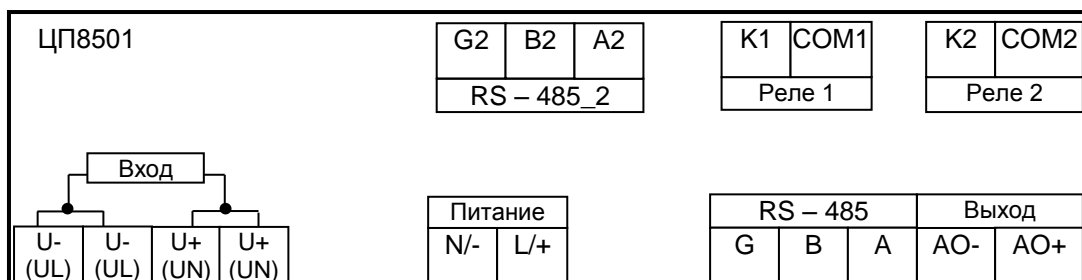 ЦП8501 G2 B2 A2 K1 COM1 K2 COM2
RS – 485_2 Реле 1 Реле 2
Вход
Питание RS – 485 Выход
U- U- U+ U+ N/- L/+ G B A AO- AO+
(UL) (UL) (UN) (UN)